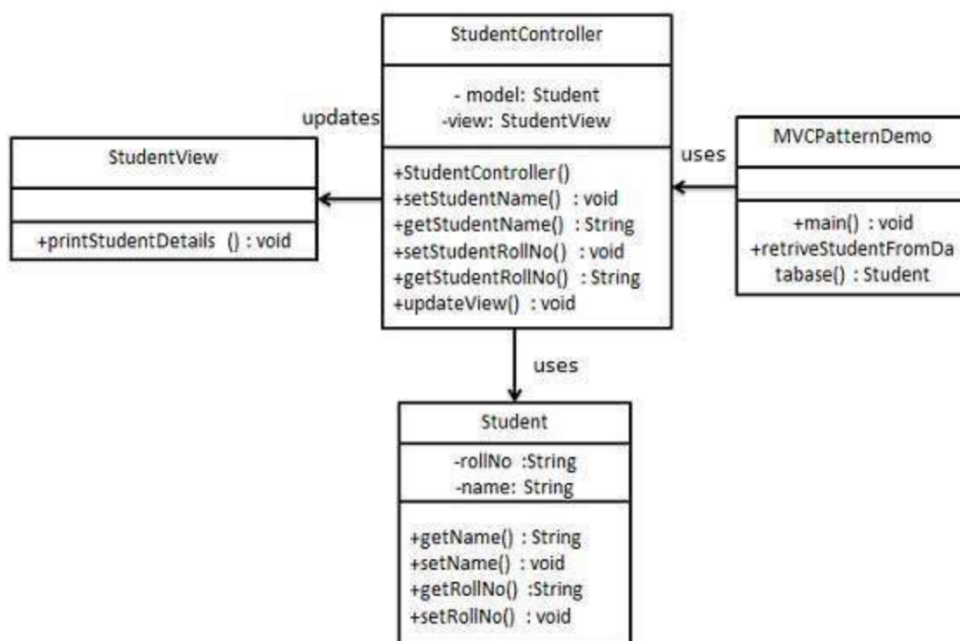 StudentController
- model: Student
-view: StudentView
+StudentController()
+setStudentName() : void
+getStudentName() : String
+setStudentRollNo() : void
+getStudentRollNo() : String
+updateView() : void
updates
StudentView
+printStudentDetails () : void
uses
MVCPatternDemo
+main() : void
+retriveStudentFromDa
tabase() : Student
uses
Student
-rollNo :String
-name: String
+getName() : String
+setName() : void
+getRollNo() :String
+setRollNo() : void